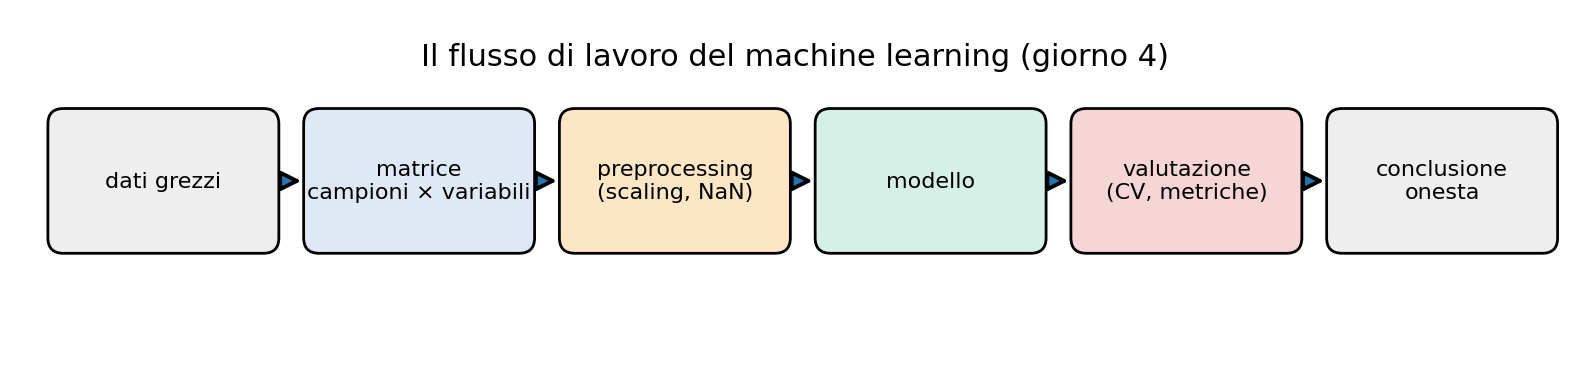 Il flusso di lavoro del machine learning (giorno 4)
dati grezzi
matrice
campioni × variabili
preprocessing
(scaling, NaN)
modello
valutazione
(CV, metriche)
conclusione
onesta